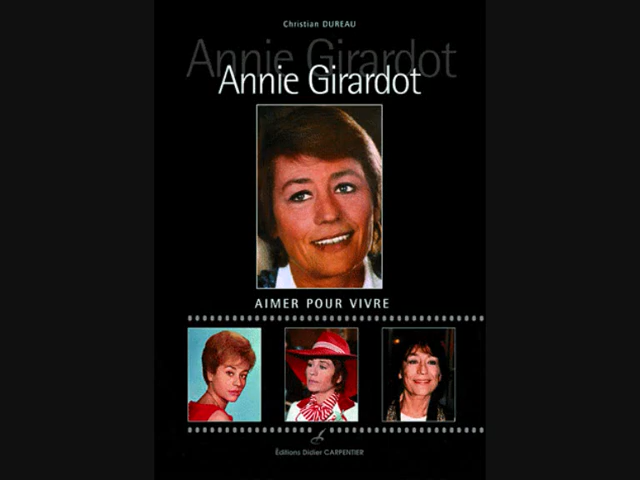 Christian DUREAU
Annie Girardot
Annie Girardot
AIMER POUR VIVRE
Éditions Didier CARPENTIER